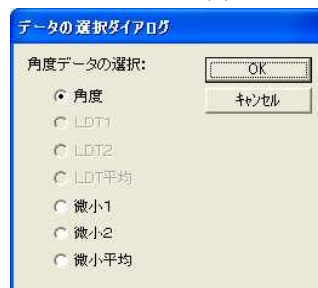 データの選択ダイアログ
角度データの選択:
OK
角度
キャンセル
LDT1
LDT2
LDT平均
微小1
微小2
微小平均